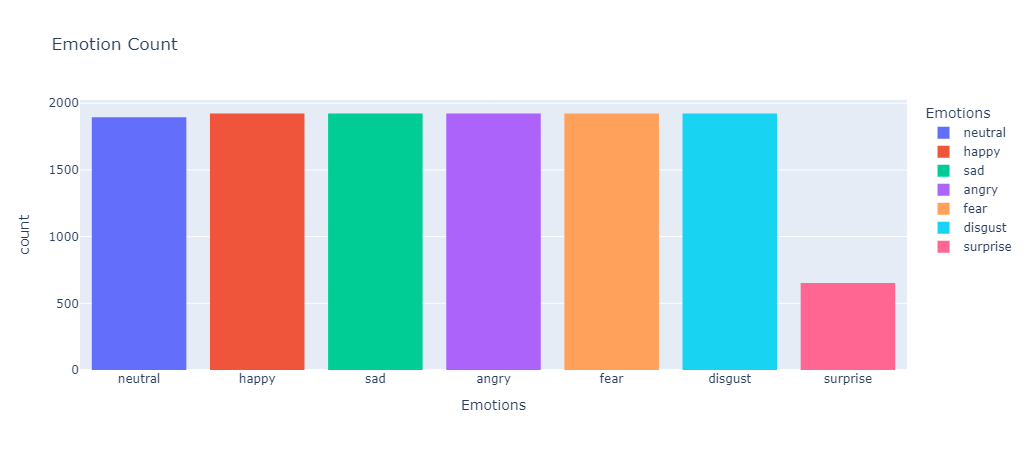 Emotion Count
2000
1500
1000
500
0
count
neutral
happy
sad
angry
fear
disgust
surprise
Emotions
Emotions
neutral
happy
sad
angry
fear
disgust
surprise